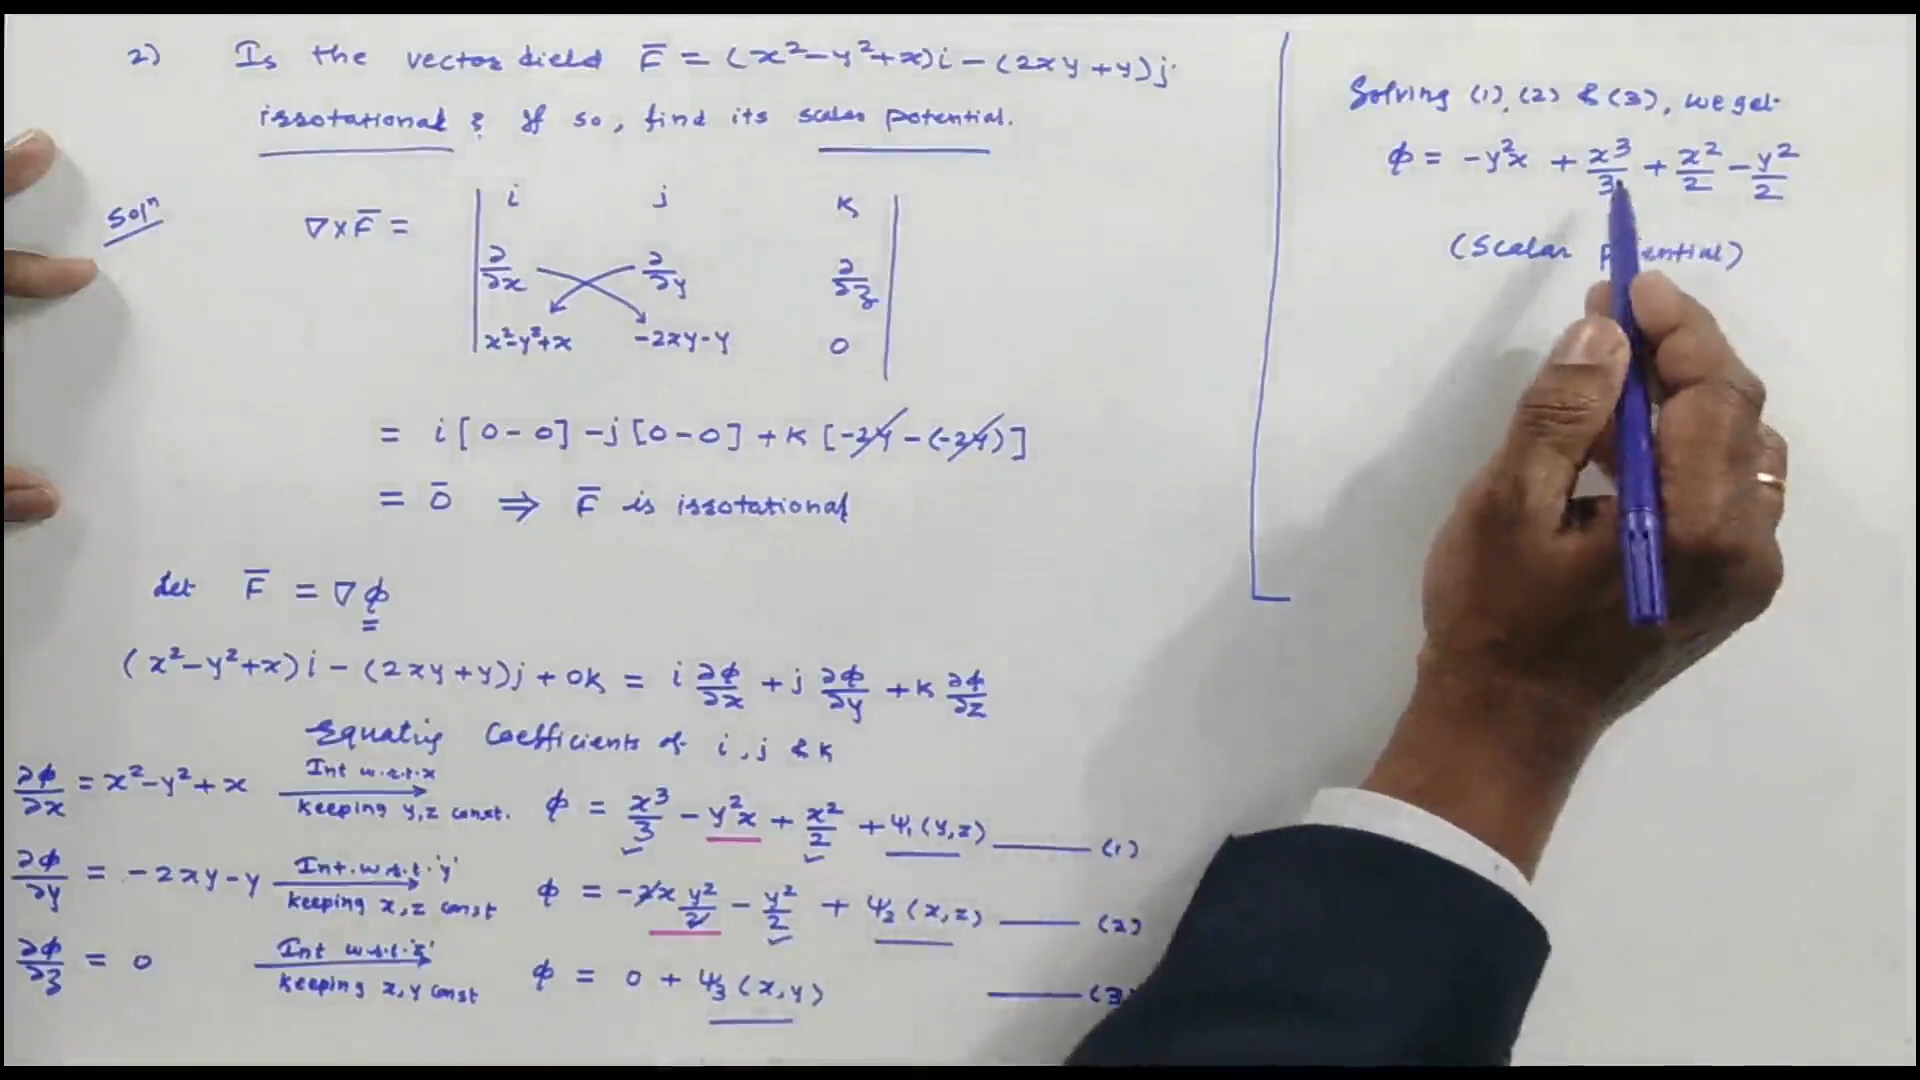 2) Is the vector field F̄ = (x²-y²+x)i - (2xy+y)j
irrotational ? If so, find its scalar potential.
Solⁿ
∇×F̄ =
i j k
∂/∂x ∂/∂y ∂/∂z
x²-y²+x -2xy-y 0
= i[0-0] - j[0-0] + k[-2y-(-2y)]
= 0̄ ⇒ F̄ is irrotational
Let F̄ = ∇ϕ
(x²-y²+x)i - (2xy+y)j + 0k = i ∂ϕ/∂x + j ∂ϕ/∂y + k ∂ϕ/∂z
Equating Coefficients of i, j & k
∂ϕ/∂x = x²-y²+x Int w.r.t. x keeping y,z const. ϕ = x³/3 - y²x + x²/2 + ψ₁(y,z) (1)
∂ϕ/∂y = -2xy-y Int. w.r.t. 'y' keeping x,z const ϕ = -2x y²/2 - y²/2 + ψ₂(x,z) (2)
∂ϕ/∂z = 0 Int w.r.t. 'z' keeping x,y const ϕ = 0 + ψ₃(x,y) (3
Solving (1), (2) & (3), we get
ϕ = -y²x + x³/3 + x²/2 - y²/2
(Scalar p ential)